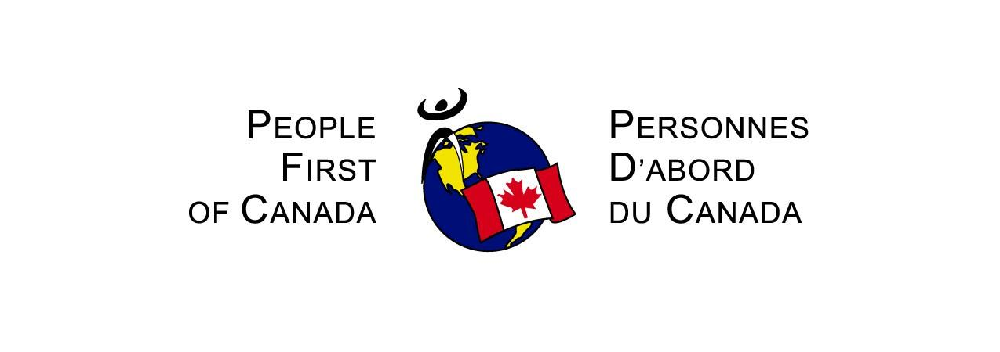 People
First
of Canada
Personnes
D'abord
du Canada